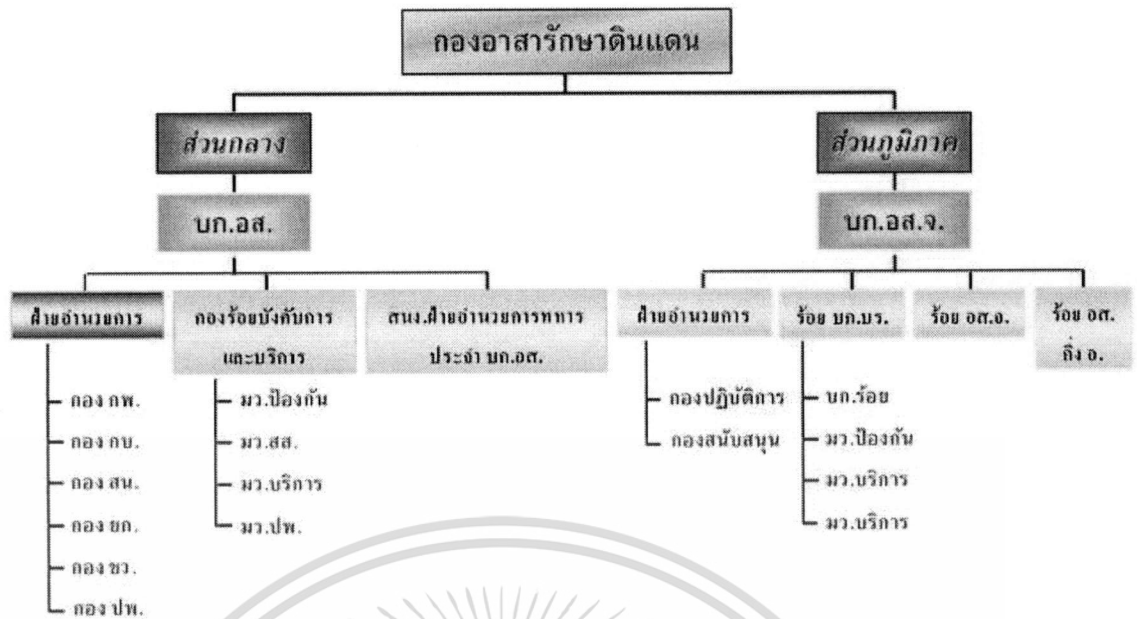 กองอาสารักษาดินแดน
ส่วนกลาง
ส่วนภูมิภาค
บก.อส.
บก.อส.จ.
ฝ่ายอำนวยการ
กองร้อยบังคับการ
และบริการ
สนง.ฝ่ายอำนวยการทหาร
ประจำ บก.อส.
ฝ่ายอำนวยการ
ร้อย บก.บร.
ร้อย อส.จ.
ร้อย อส.
กิ่ง อ.
กอง กพ.
กอง กบ.
กอง สน.
กอง ยก.
กอง ขว.
กอง ปพ.
มว.ป้องกัน
มว.สส.
มว.บริการ
มว.ปพ.
กองปฏิบัติการ
กองสนับสนุน
บก.ร้อย
มว.ป้องกัน
มว.บริการ
มว.บริการ